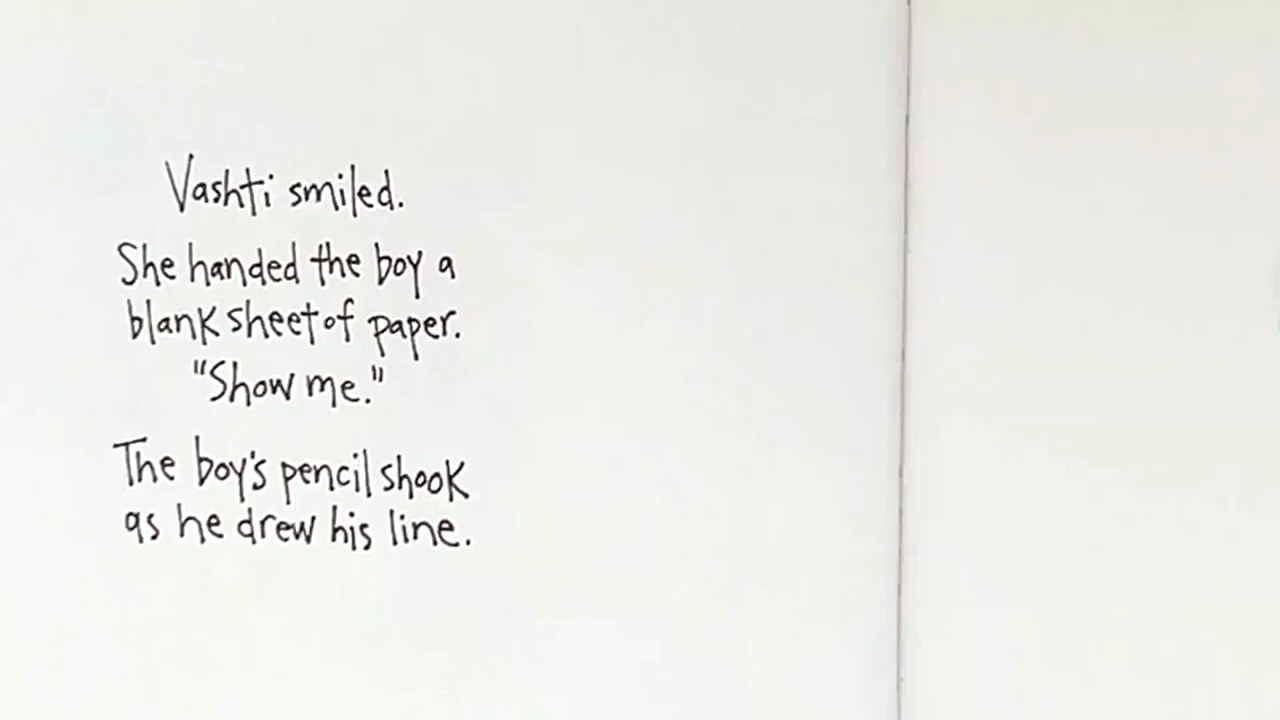 Vashti smiled.
She handed the boy a
blank sheet of paper.
"Show me."
The boy's pencil shook
as he drew his line.